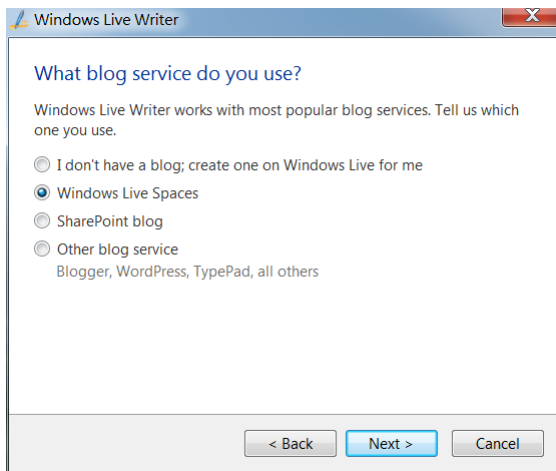 Windows Live Writer
What blog service do you use?
Windows Live Writer works with most popular blog services. Tell us which
one you use.
I don't have a blog; create one on Windows Live for me
Windows Live Spaces
SharePoint blog
Other blog service
Blogger, WordPress, TypePad, all others
< Back Next > Cancel